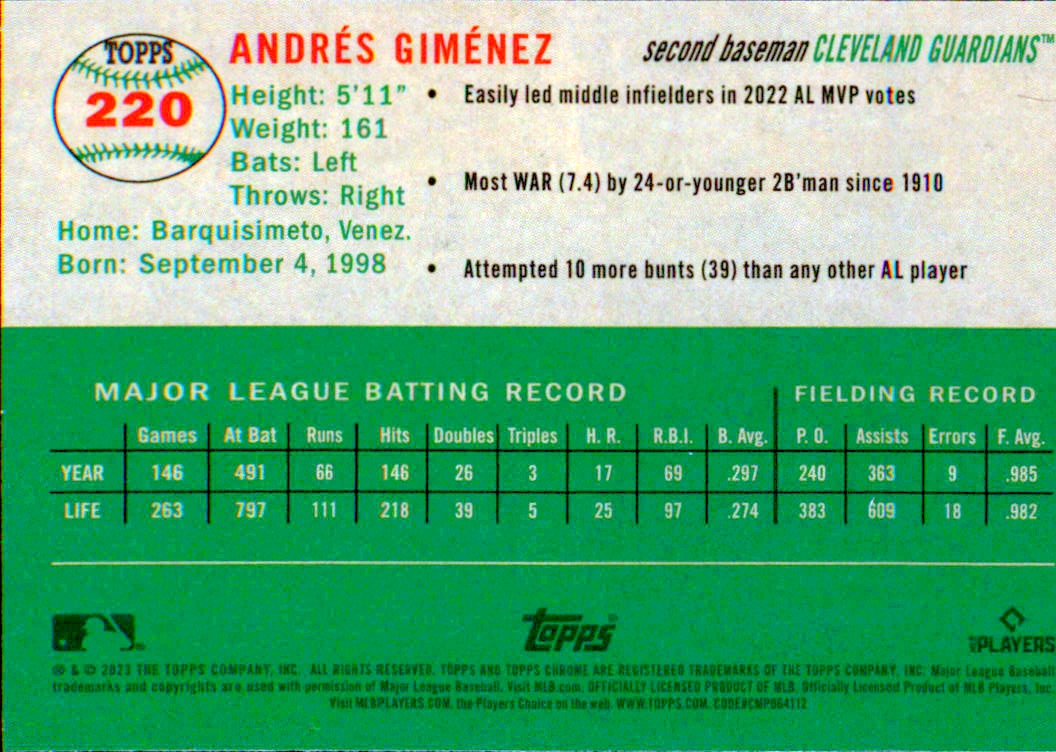 TOPPS
220
ANDRÉS GIMÉNEZ
second baseman CLEVELAND GUARDIANS™
Height: 5'11"
Weight: 161
Bats: Left
Throws: Right
Home: Barquisimeto, Venez.
Born: September 4, 1998
• Easily led middle infielders in 2022 AL MVP votes
• Most WAR (7.4) by 24-or-younger 2B'man since 1910
• Attempted 10 more bunts (39) than any other AL player
MAJOR LEAGUE BATTING RECORD FIELDING RECORD
Games At Bat Runs Hits Doubles Triples H. R. R.B.I. B. Avg. P. O. Assists Errors F. Avg.
YEAR 146 491 66 146 26 3 17 69 .297 240 363 9 .985
LIFE 263 797 111 218 39 5 25 97 .274 383 609 18 .982
topps
PLAYERS
® & © 2023 THE TOPPS COMPANY, INC. ALL RIGHTS RESERVED. TOPPS AND TOPPS CHROME ARE REGISTERED TRADEMARKS OF THE TOPPS COMPANY, INC. Major League Baseball
trademarks and copyrights are used with permission of Major League Baseball. Visit MLB.com. OFFICIALLY LICENSED PRODUCT OF MLB. Officially Licensed Product of MLB Players, Inc.
Visit MLBPLAYERS.COM, the Players Choice on the web. WWW.TOPPS.COM. CODE#CMP064112